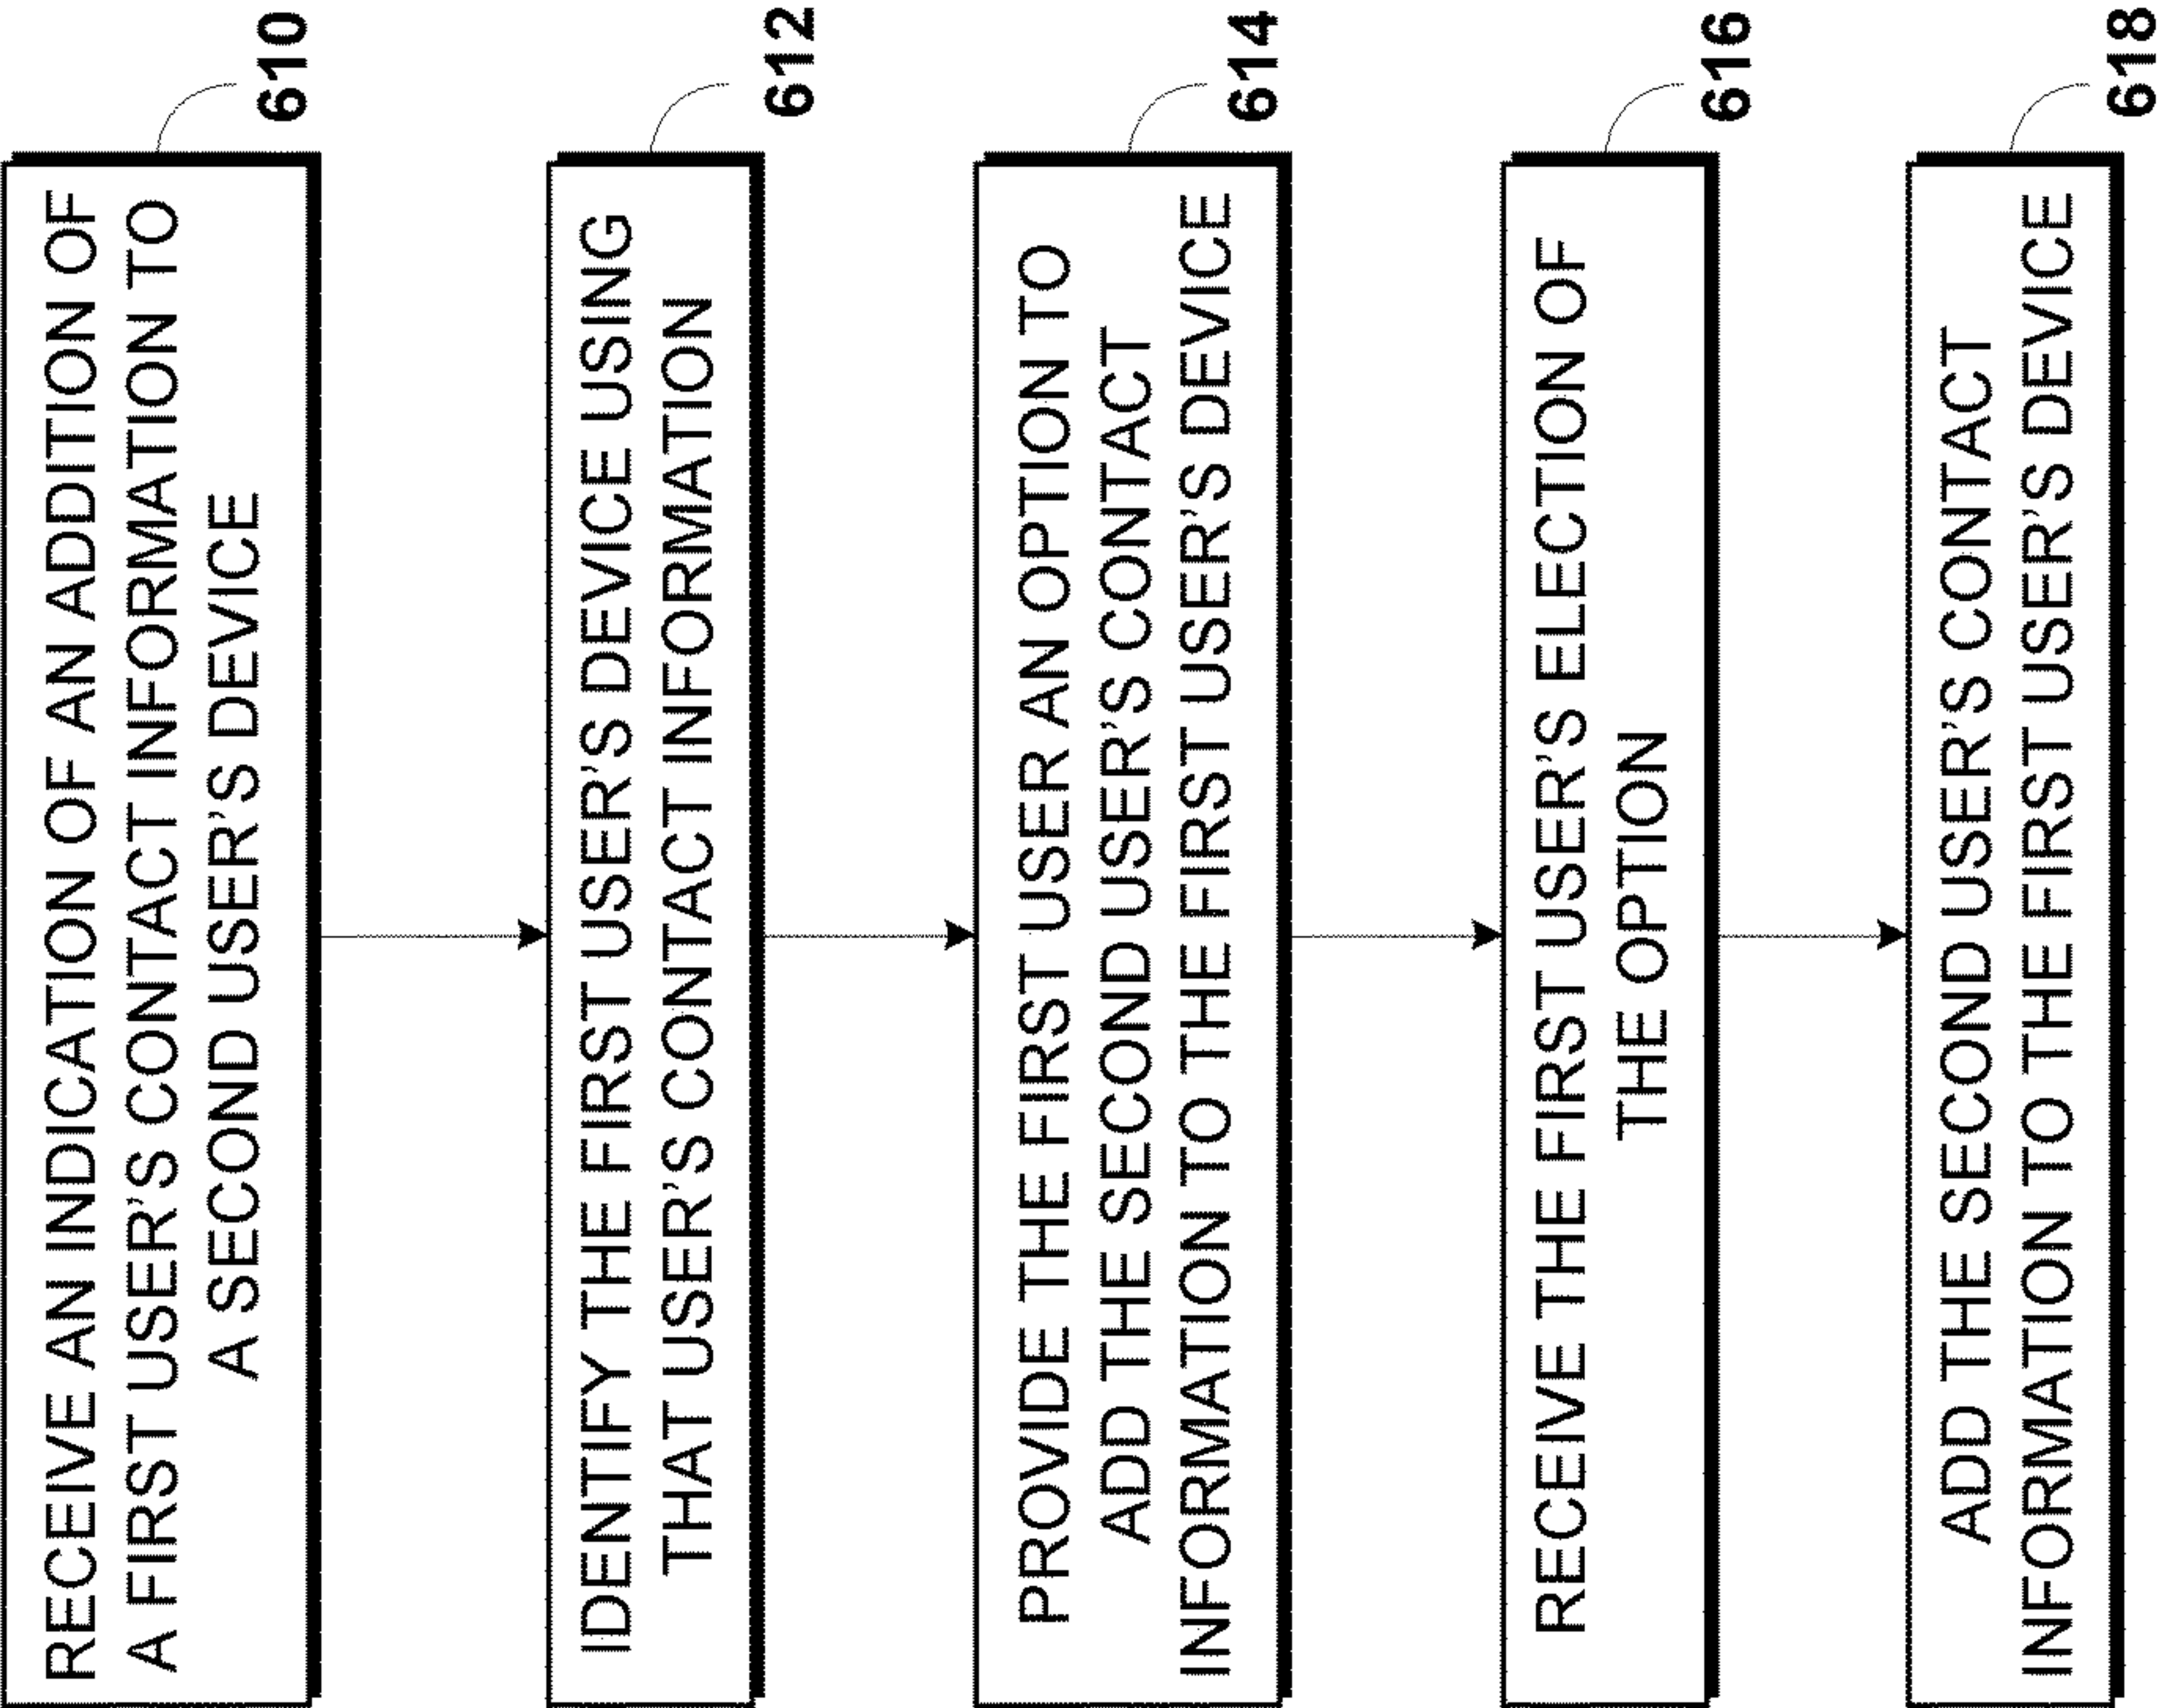 RECEIVE AN INDICATION OF AN ADDITION OF
A FIRST USER'S CONTACT INFORMATION TO
A SECOND USER'S DEVICE
610
IDENTIFY THE FIRST USER'S DEVICE USING
THAT USER'S CONTACT INFORMATION
612
PROVIDE THE FIRST USER AN OPTION TO
ADD THE SECOND USER'S CONTACT
INFORMATION TO THE FIRST USER'S DEVICE
614
RECEIVE THE FIRST USER'S ELECTION OF
THE OPTION
616
ADD THE SECOND USER'S CONTACT
INFORMATION TO THE FIRST USER'S DEVICE
618